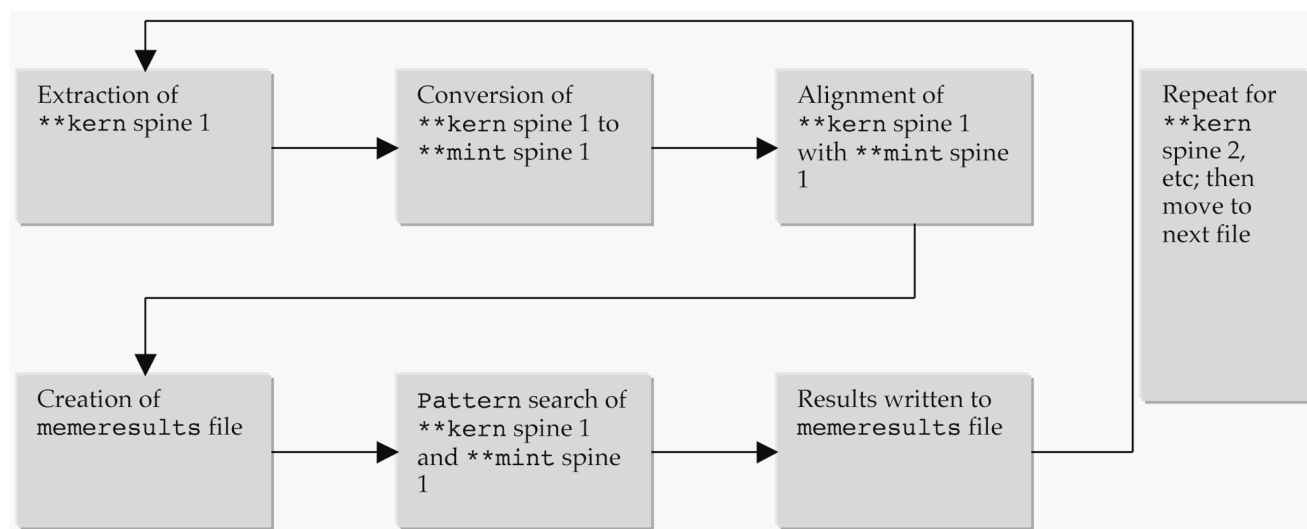 Extraction of
**kern spine 1
Conversion of
**kern spine 1 to
**mint spine 1
Alignment of
**kern spine 1
with **mint spine
1
Repeat for
**kern
spine 2,
etc; then
move to
next file
Creation of
memeresults file
Pattern search of
**kern spine 1
and **mint spine
1
Results written to
memeresults file